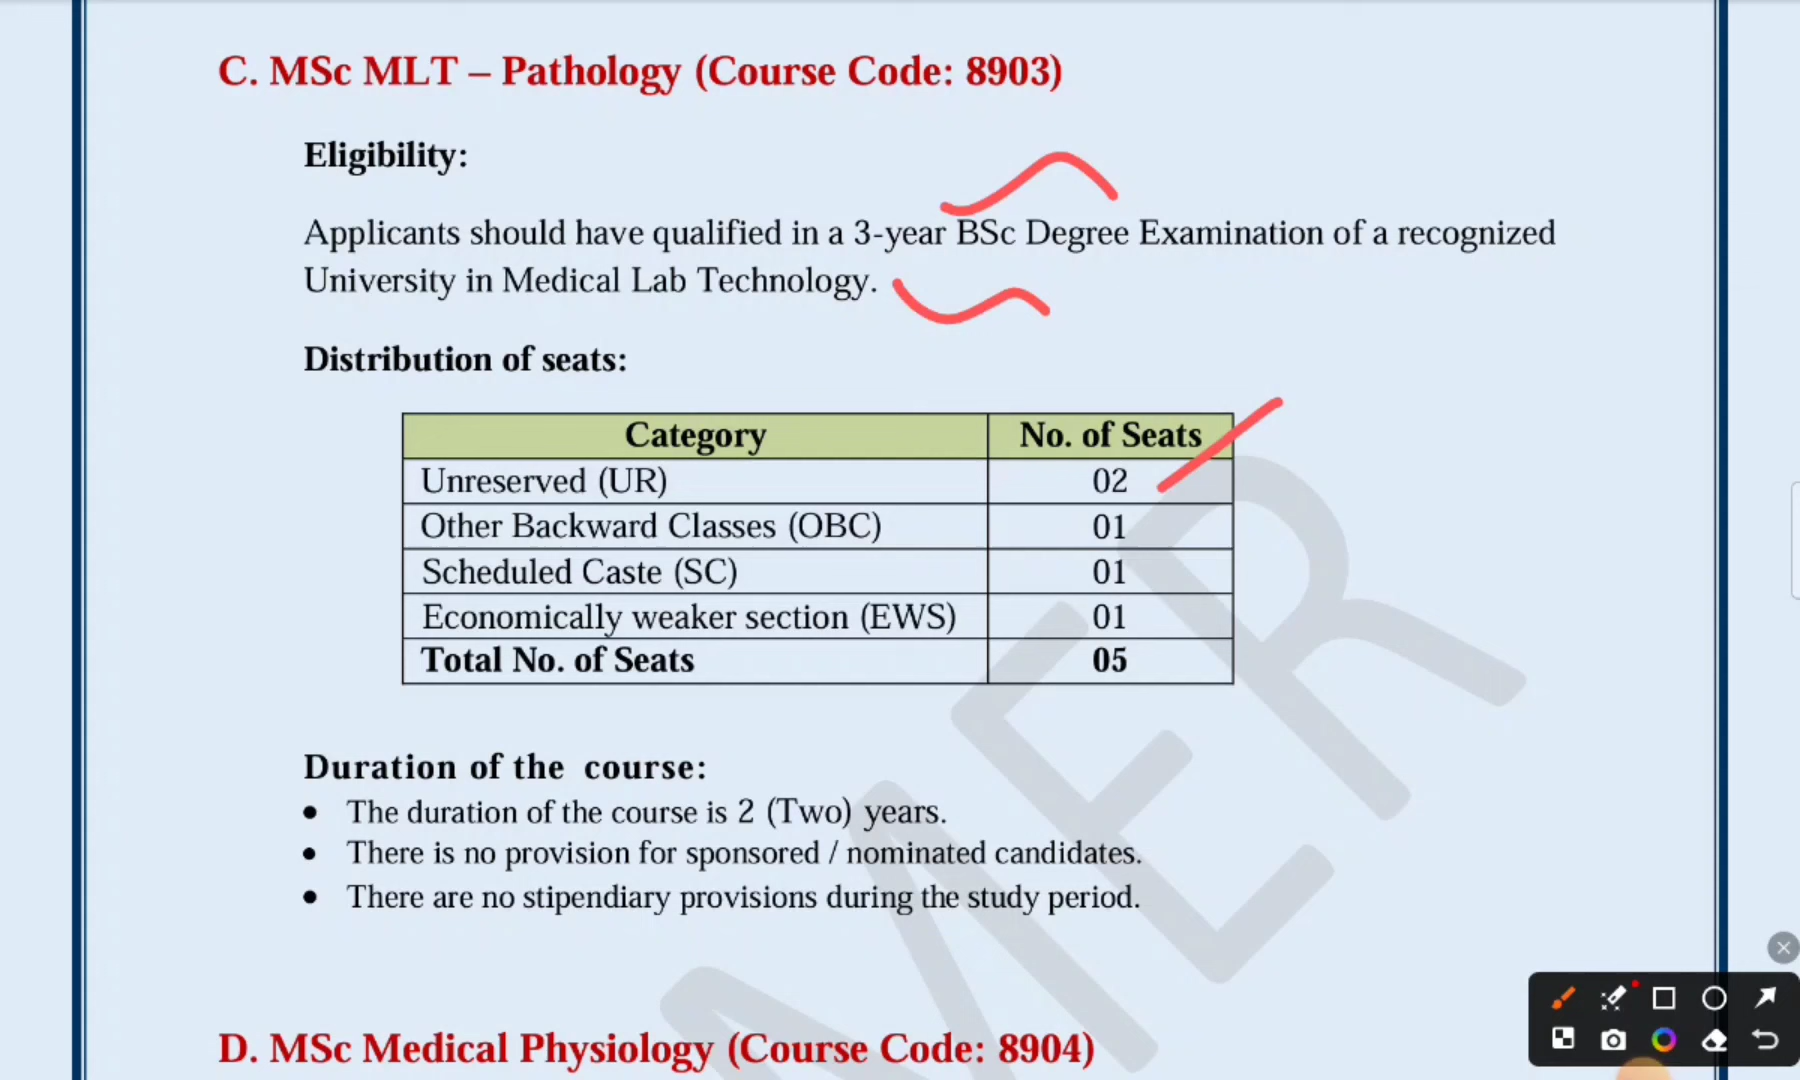 C. MSc MLT – Pathology (Course Code: 8903)
Eligibility:
Applicants should have qualified in a 3-year BSc Degree Examination of a recognized
University in Medical Lab Technology.
Distribution of seats:
Category No. of Seats
Unreserved (UR) 02
Other Backward Classes (OBC) 01
Scheduled Caste (SC) 01
Economically weaker section (EWS) 01
Total No. of Seats 05
Duration of the course:
• The duration of the course is 2 (Two) years.
• There is no provision for sponsored / nominated candidates.
• There are no stipendiary provisions during the study period.
MER
D. MSc Medical Physiology (Course Code: 8904)